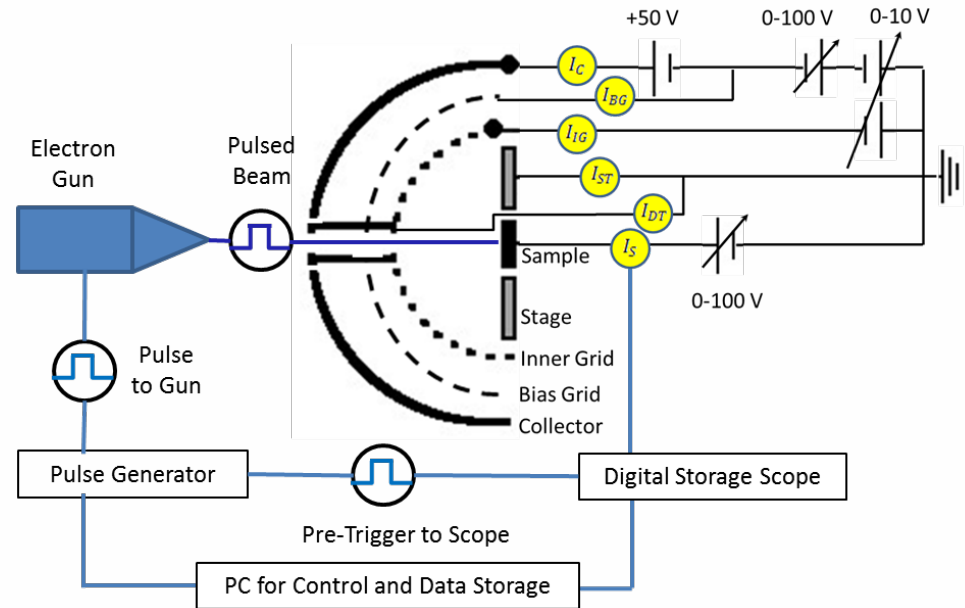 +50 V
0-100 V
0-10 V
I_C
I_BG
I_IG
Electron
Gun
Pulsed
Beam
I_ST
I_DT
I_S
Sample
0-100 V
Stage
Pulse
to Gun
Inner Grid
Bias Grid
Collector
Pulse Generator
Digital Storage Scope
Pre-Trigger to Scope
PC for Control and Data Storage